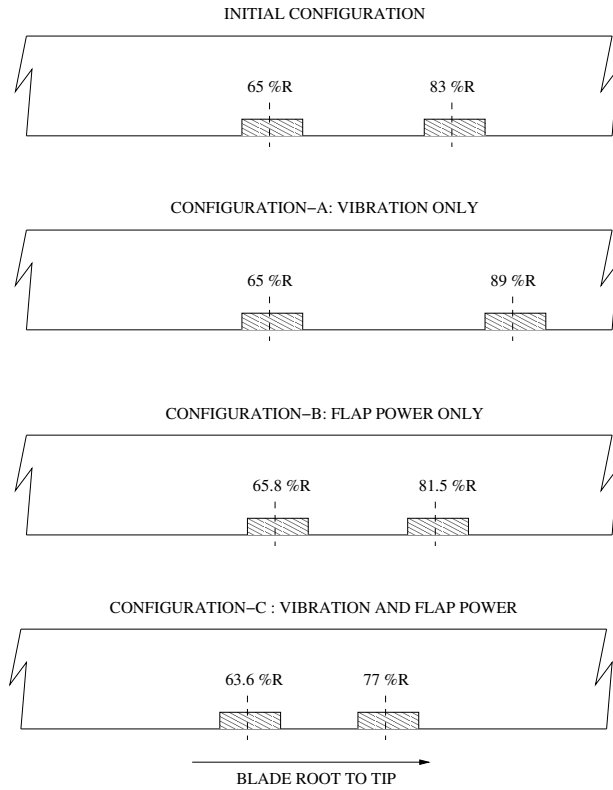 INITIAL CONFIGURATION
65 %R 83 %R
CONFIGURATION−A: VIBRATION ONLY
65 %R 89 %R
CONFIGURATION−B: FLAP POWER ONLY
65.8 %R 81.5 %R
CONFIGURATION−C : VIBRATION AND FLAP POWER
63.6 %R 77 %R
BLADE ROOT TO TIP